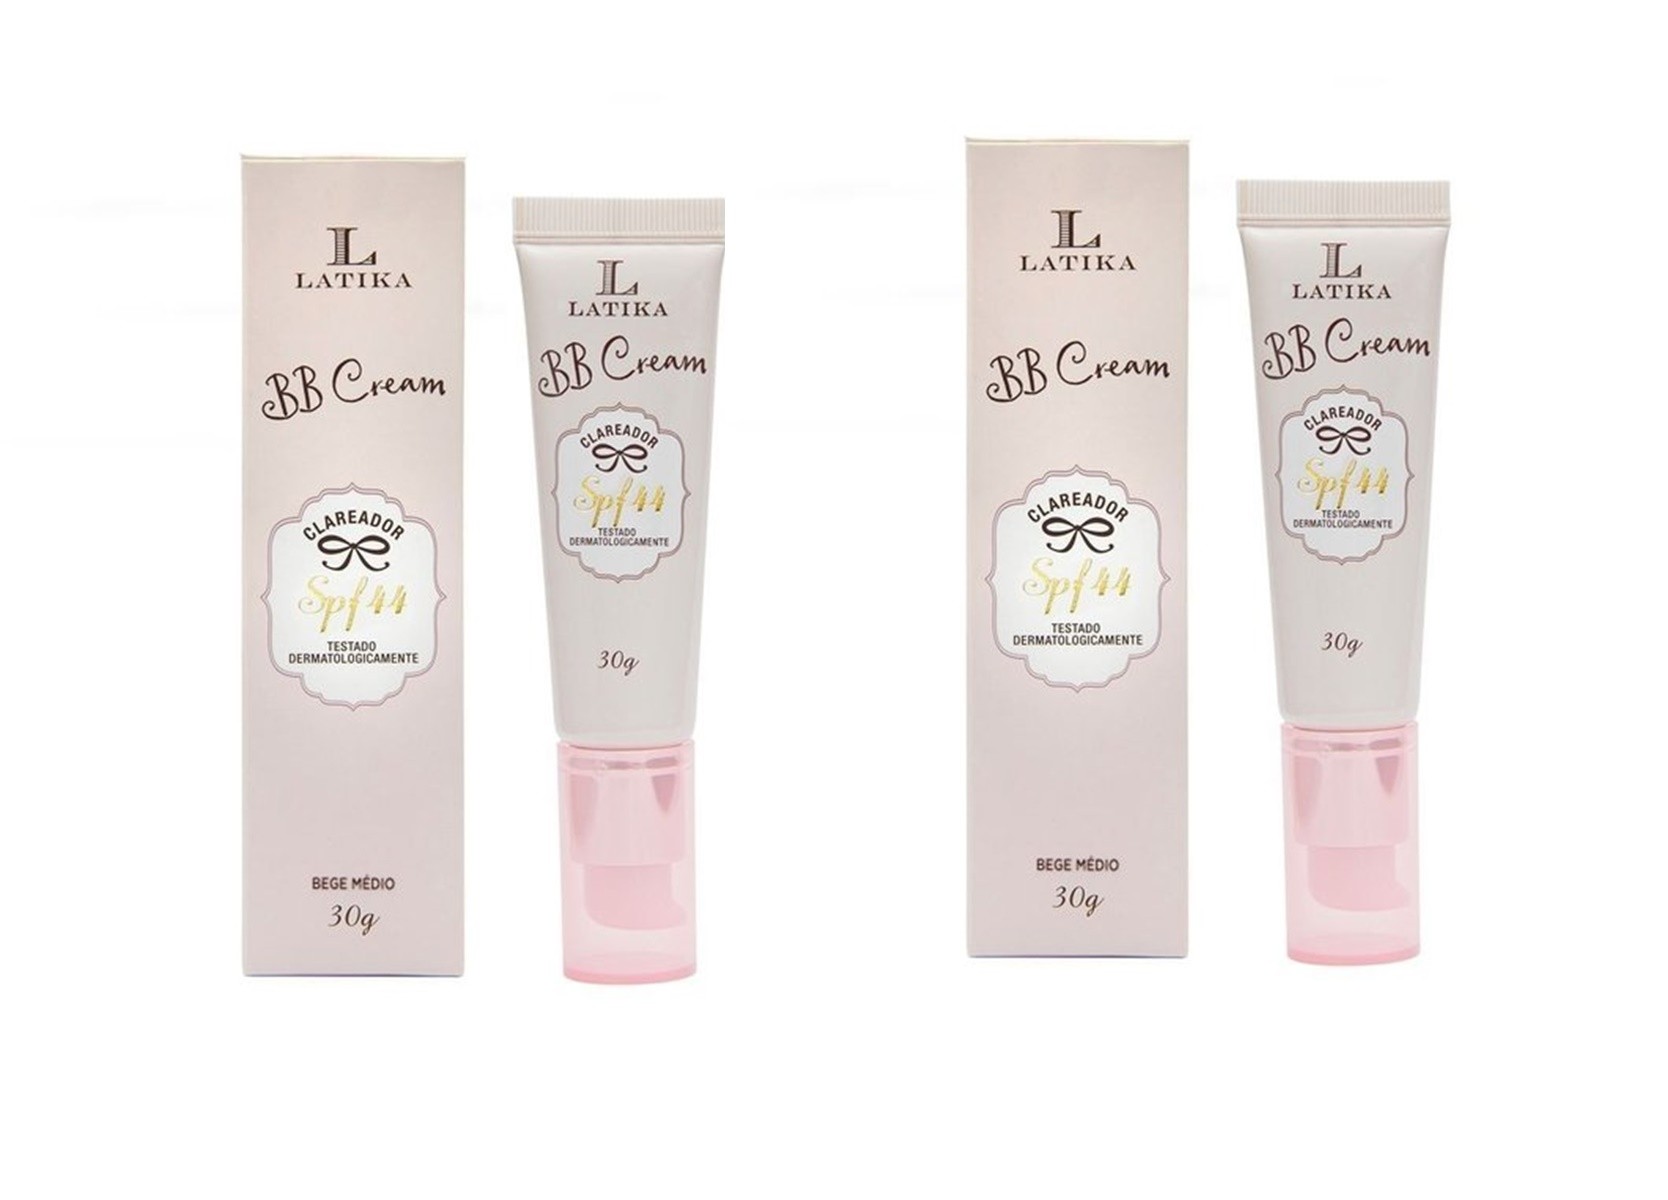 L
LATIKA
BB Cream
CLAREADOR
Spf 44
TESTADO
DERMATOLOGICAMENTE
BEGE MÉDIO
30g
L
LATIKA
BB Cream
CLAREADOR
Spf 44
TESTADO
DERMATOLOGICAMENTE
30g
L
LATIKA
BB Cream
CLAREADOR
Spf 44
TESTADO
DERMATOLOGICAMENTE
BEGE MÉDIO
30g
L
LATIKA
BB Cream
CLAREADOR
Spf 44
TESTADO
DERMATOLOGICAMENTE
30g